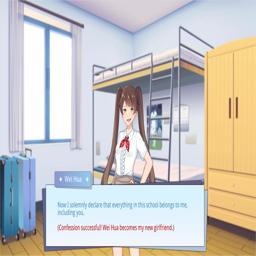 Wei Hua
Now I solemnly declare that everything in this school belongs to me,
including you.
(Confession successful! Wei Hua becomes my new girlfriend.)